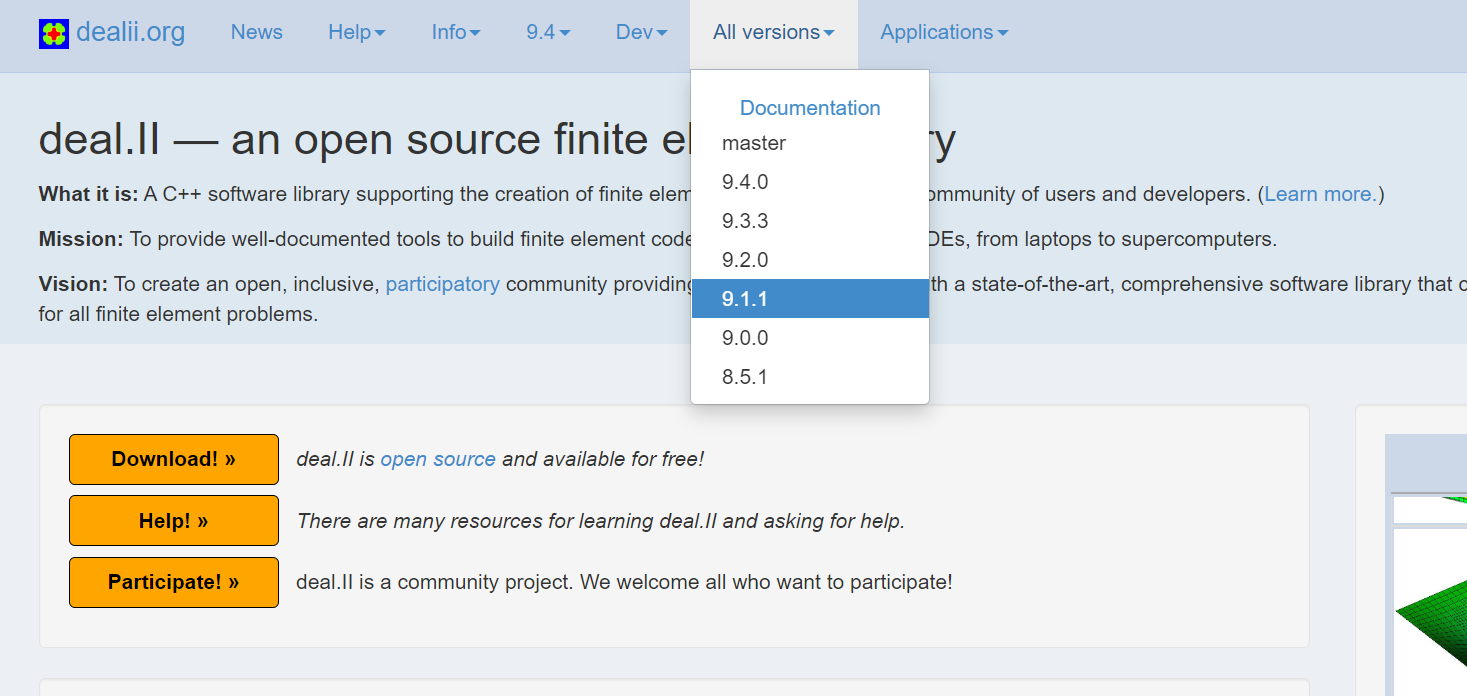 dealii.org News Help Info 9.4 Dev All versions Applications
Documentation
master
9.4.0
9.3.3
9.2.0
9.1.1
9.0.0
8.5.1
deal.II — an open source finite el ry
What it is: A C++ software library supporting the creation of finite elem ommunity of users and developers. (Learn more.)
Mission: To provide well-documented tools to build finite element code DEs, from laptops to supercomputers.
Vision: To create an open, inclusive, participatory community providing th a state-of-the-art, comprehensive software library that
for all finite element problems.
Download! » deal.II is open source and available for free!
Help! » There are many resources for learning deal.II and asking for help.
Participate! » deal.II is a community project. We welcome all who want to participate!